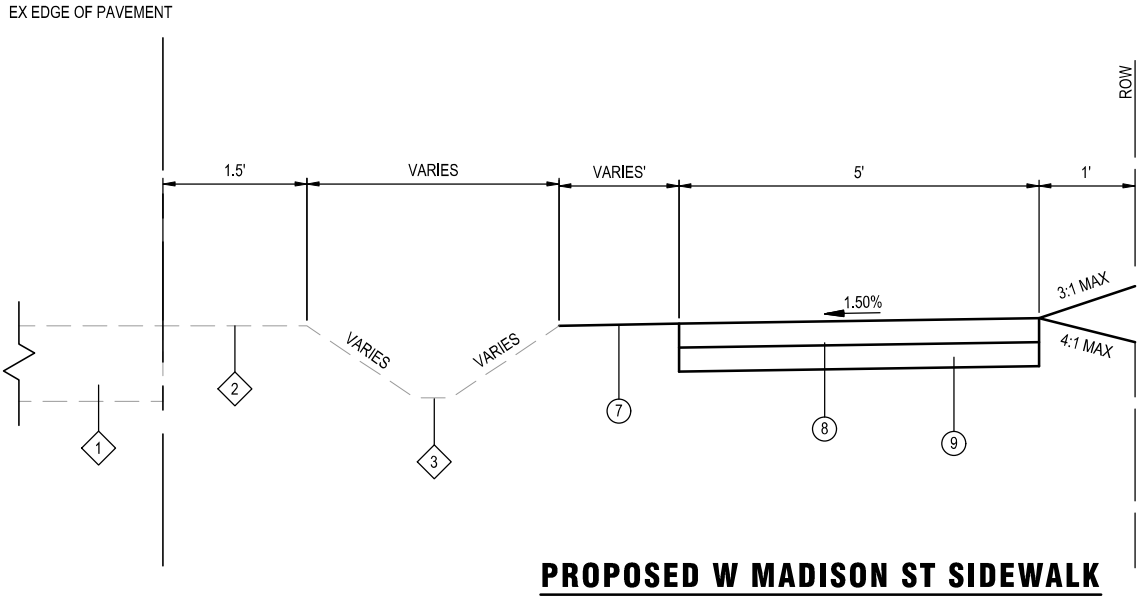 EX EDGE OF PAVEMENT
ROW
1.5'
VARIES
VARIES'
5'
1'
1.50%
3:1 MAX
4:1 MAX
VARIES
VARIES
1
2
3
7
8
9
PROPOSED W MADISON ST SIDEWALK